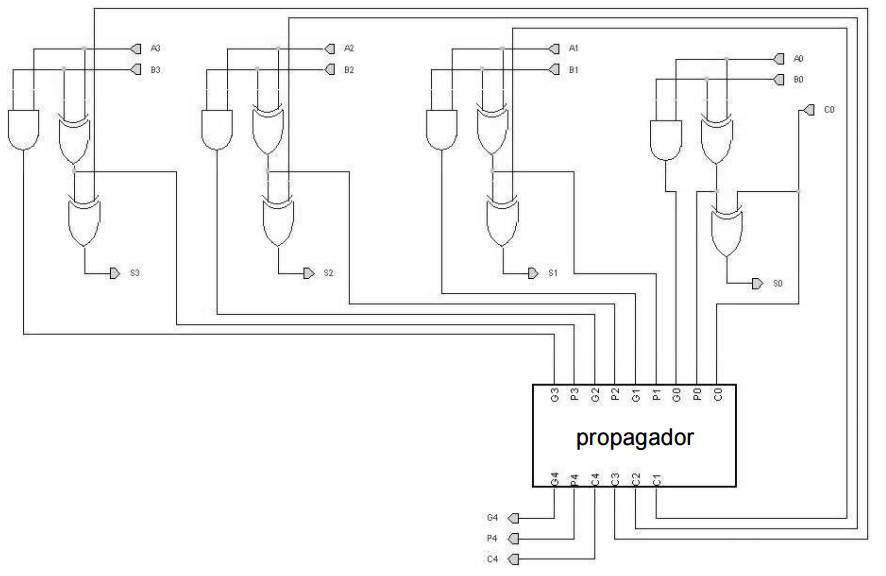 A3
B3
A2
B2
A1
B1
A0
B0
C0
S3
S2
S1
S0
G3 P3 G2 P2 G1 P1 G0 P0 C0
propagador
G4 P4 C4 C3 C2 C1
G4
P4
C4